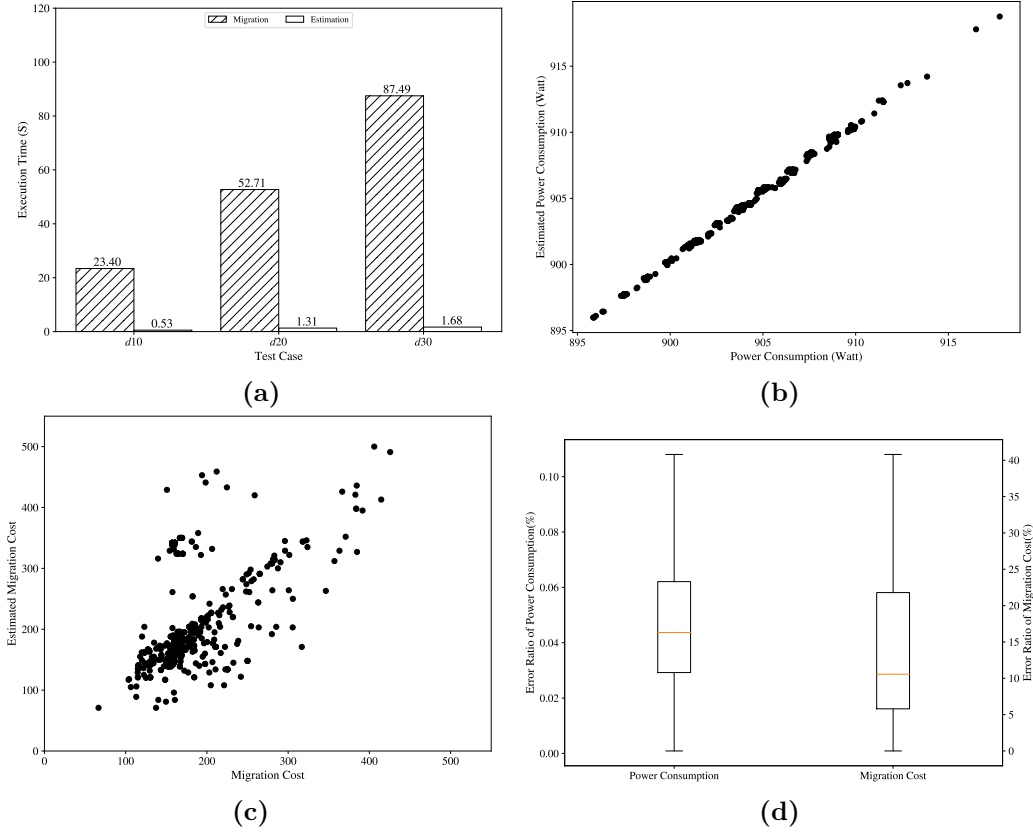 120
100
80
60
40
20
0
Execution Time (S)
Migration
Estimation
23.40
0.53
52.71
1.31
87.49
1.68
d10
d20
d30
Test Case
(a)
915
910
905
900
895
Estimated Power Consumption (Watt)
895
900
905
910
915
Power Consumption (Watt)
(b)
500
400
300
200
100
0
Estimated Migration Cost
0
100
200
300
400
500
Migration Cost
(c)
0.10
0.08
0.06
0.04
0.02
0.00
Error Ratio of Power Consumption(%)
40
35
30
25
20
15
10
5
0
Error Ratio of Migration Cost(%)
Power Consumption
Migration Cost
(d)